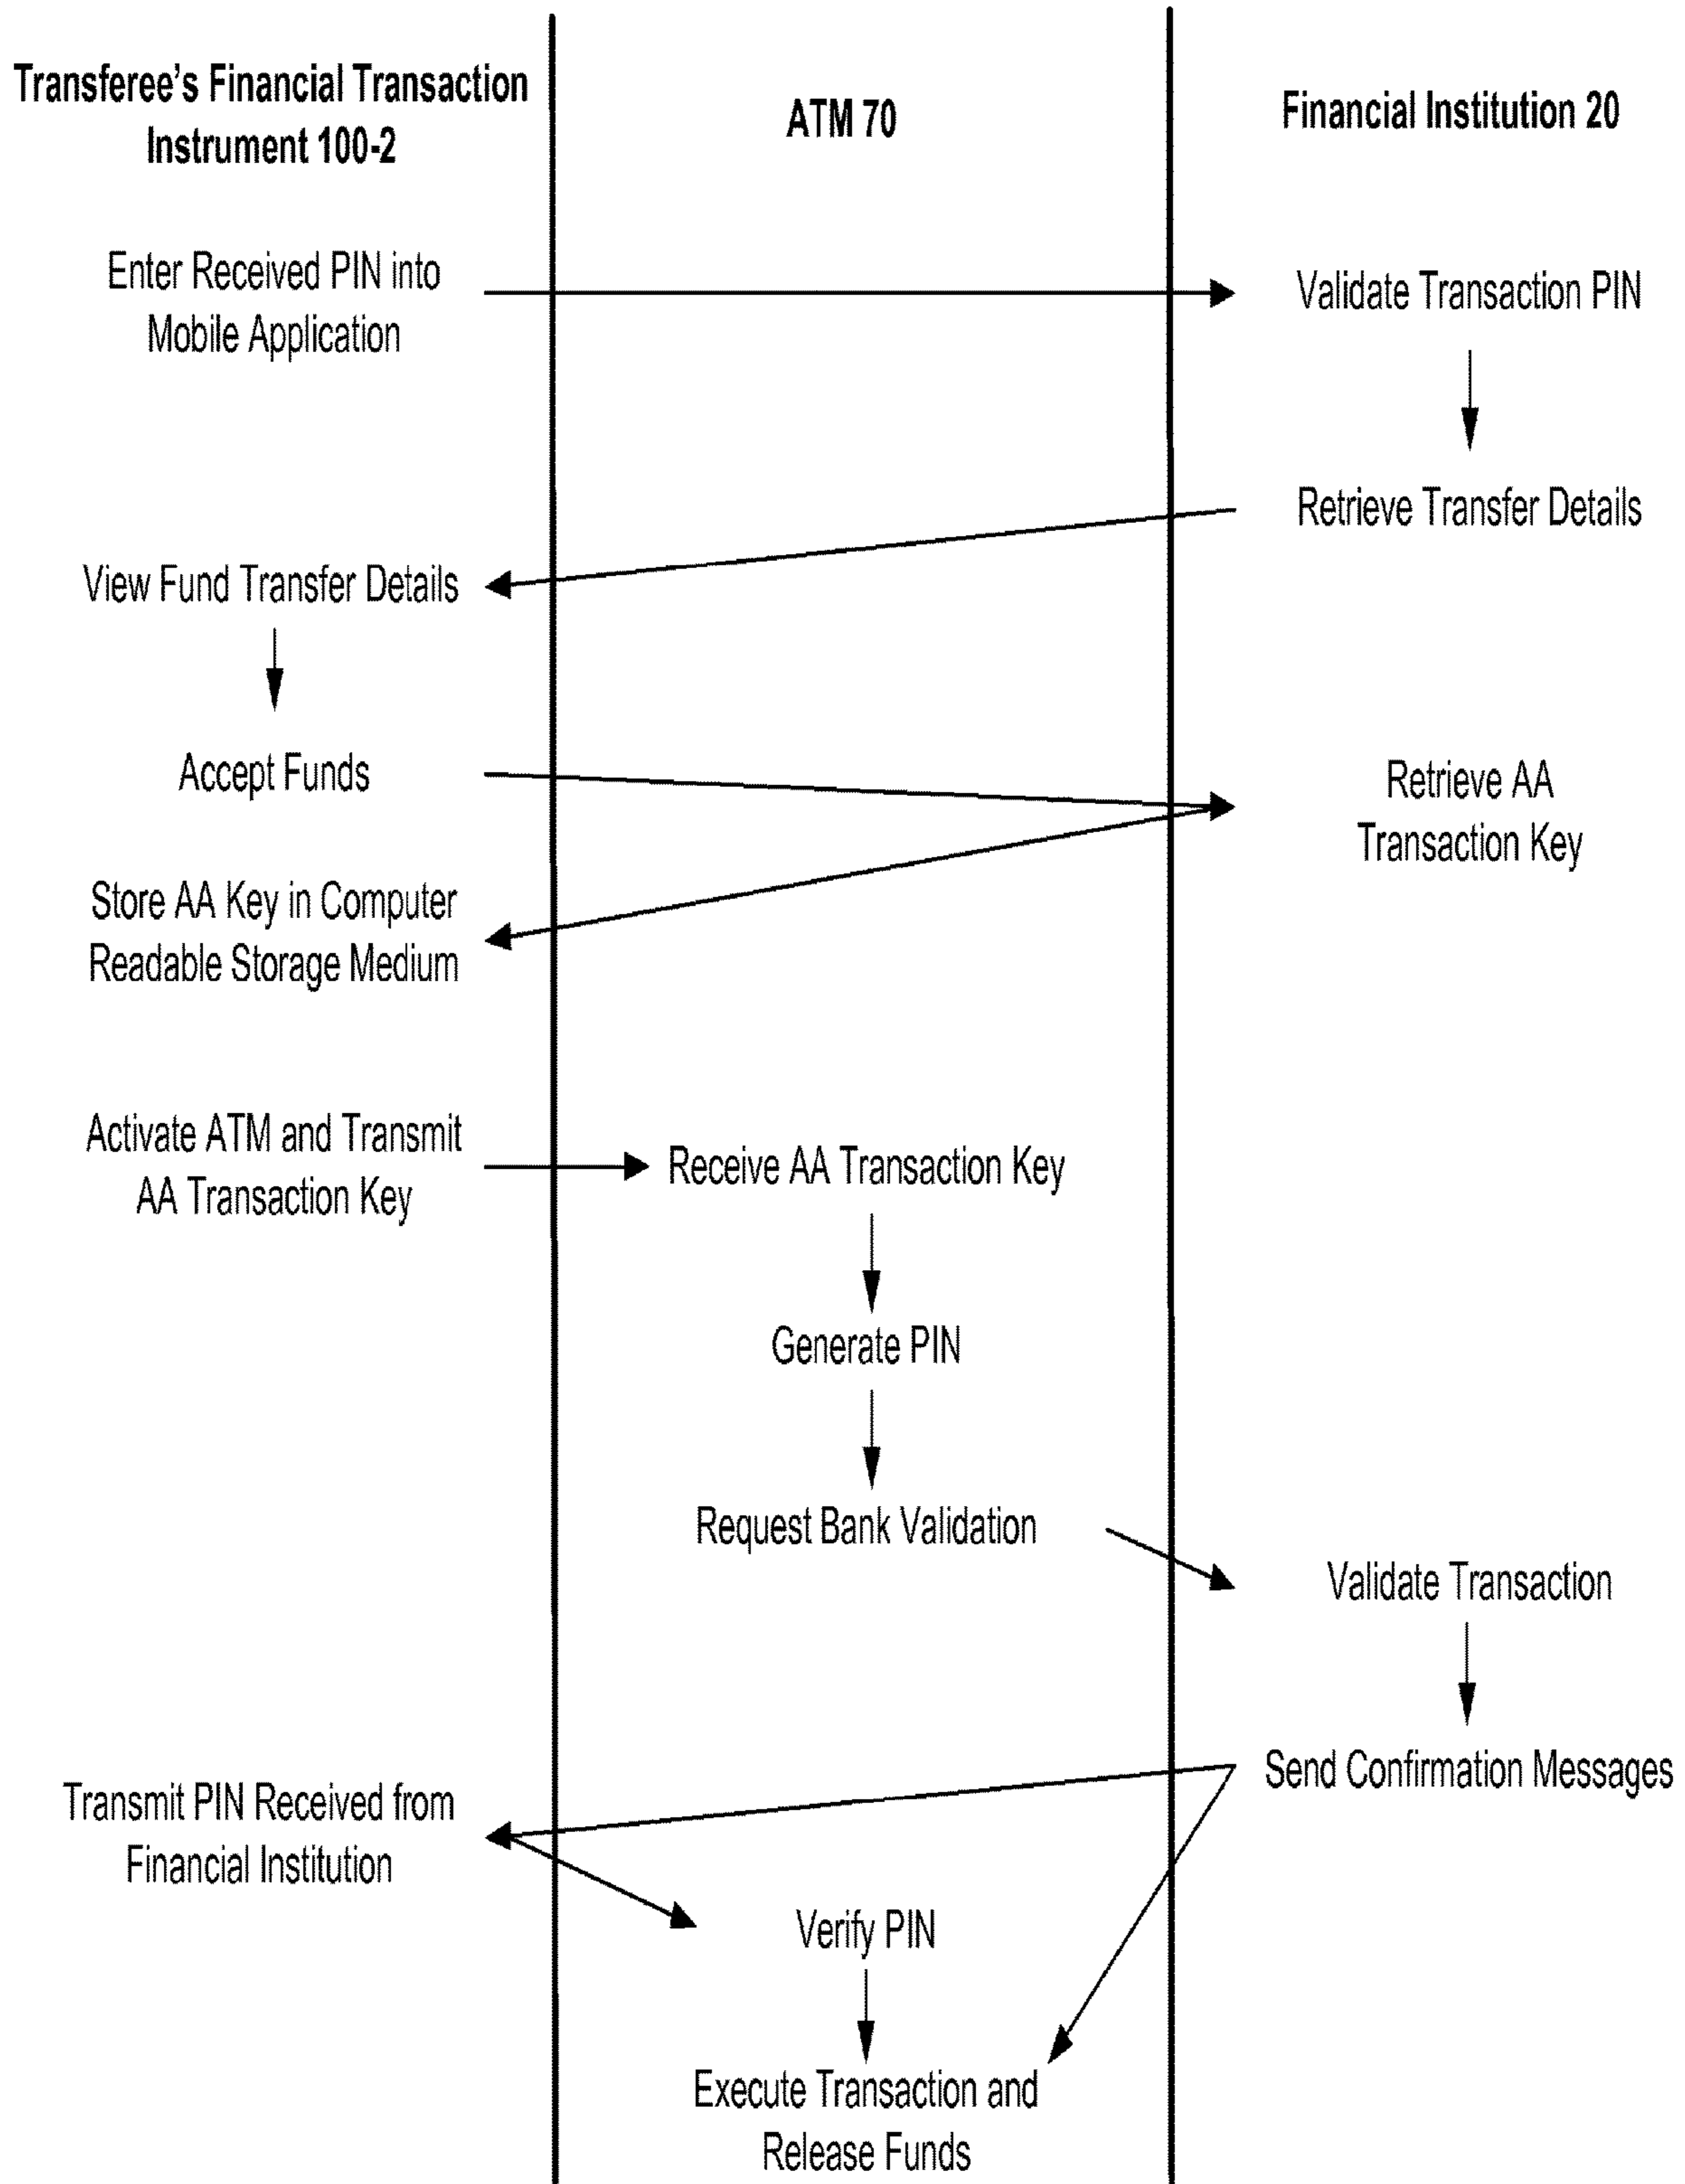 Transferee's Financial Transaction
Instrument 100-2
ATM 70
Financial Institution 20
Enter Received PIN into
Mobile Application
Validate Transaction PIN
Retrieve Transfer Details
View Fund Transfer Details
Accept Funds
Retrieve AA
Transaction Key
Store AA Key in Computer
Readable Storage Medium
Activate ATM and Transmit
AA Transaction Key
Receive AA Transaction Key
Generate PIN
Request Bank Validation
Validate Transaction
Send Confirmation Messages
Transmit PIN Received from
Financial Institution
Verify PIN
Execute Transaction and
Release Funds